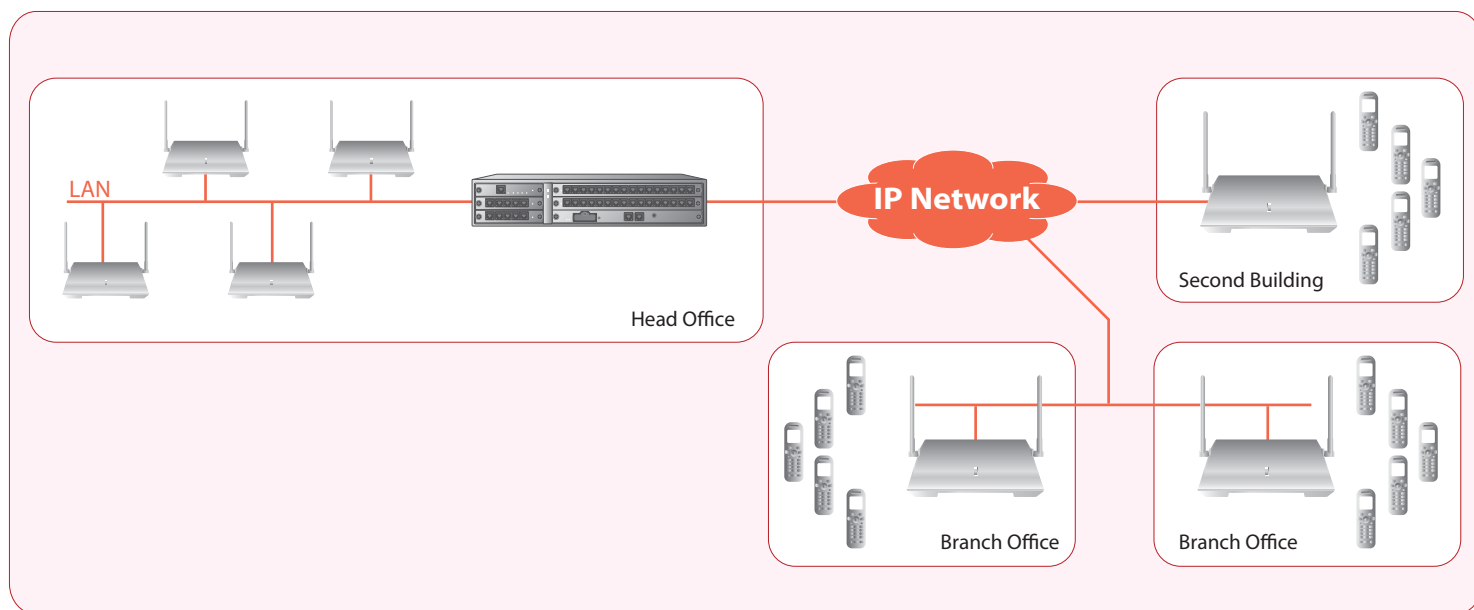 LAN
IP Network
Head Office
Second Building
Branch Office
Branch Office